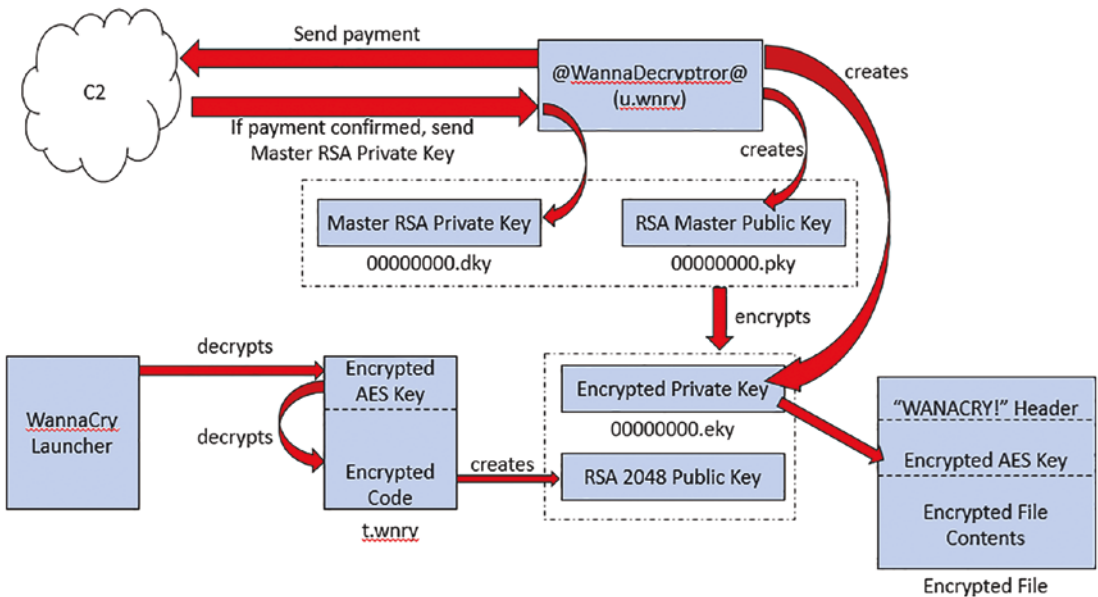 Send payment
C2
@WannaDecryptror@
(u.wnrv)
creates
If payment confirmed, send
Master RSA Private Key
creates
Master RSA Private Key
RSA Master Public Key
00000000.dky
00000000.pky
encrypts
decrypts
WannaCry
Launcher
Encrypted
AES Key
decrypts
Encrypted
Code
t.wnrv
creates
Encrypted Private Key
00000000.eky
RSA 2048 Public Key
“WANACRY!” Header
Encrypted AES Key
Encrypted File
Contents
Encrypted File